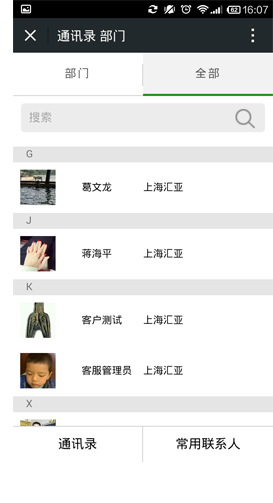 62 16:07
通讯录 部门
部门 全部
搜索
G
葛文龙 上海汇亚
J
蒋海平 上海汇亚
K
客户测试 上海汇亚
客服管理员 上海汇亚
X
通讯录 常用联系人